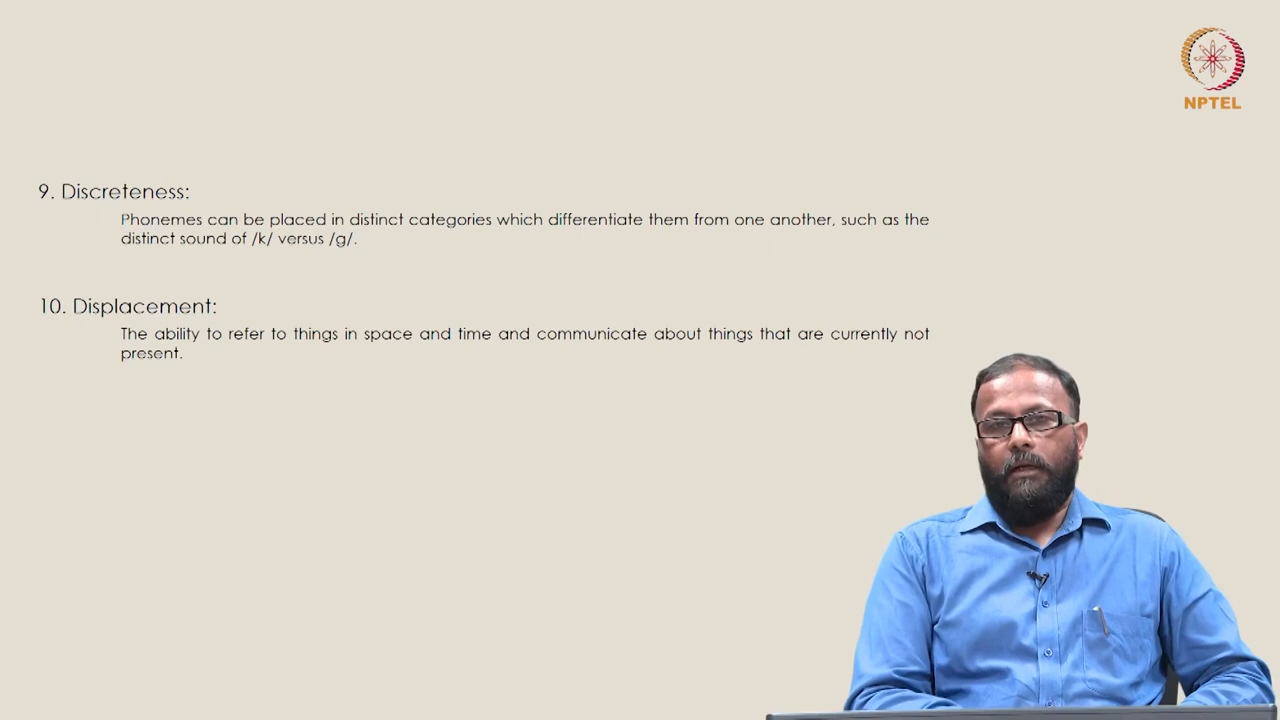 NPTEL
9. Discreteness:
Phonemes can be placed in distinct categories which differentiate them from one another, such as the
distinct sound of /k/ versus /g/.
10. Displacement:
The ability to refer to things in space and time and communicate about things that are currently not
present.